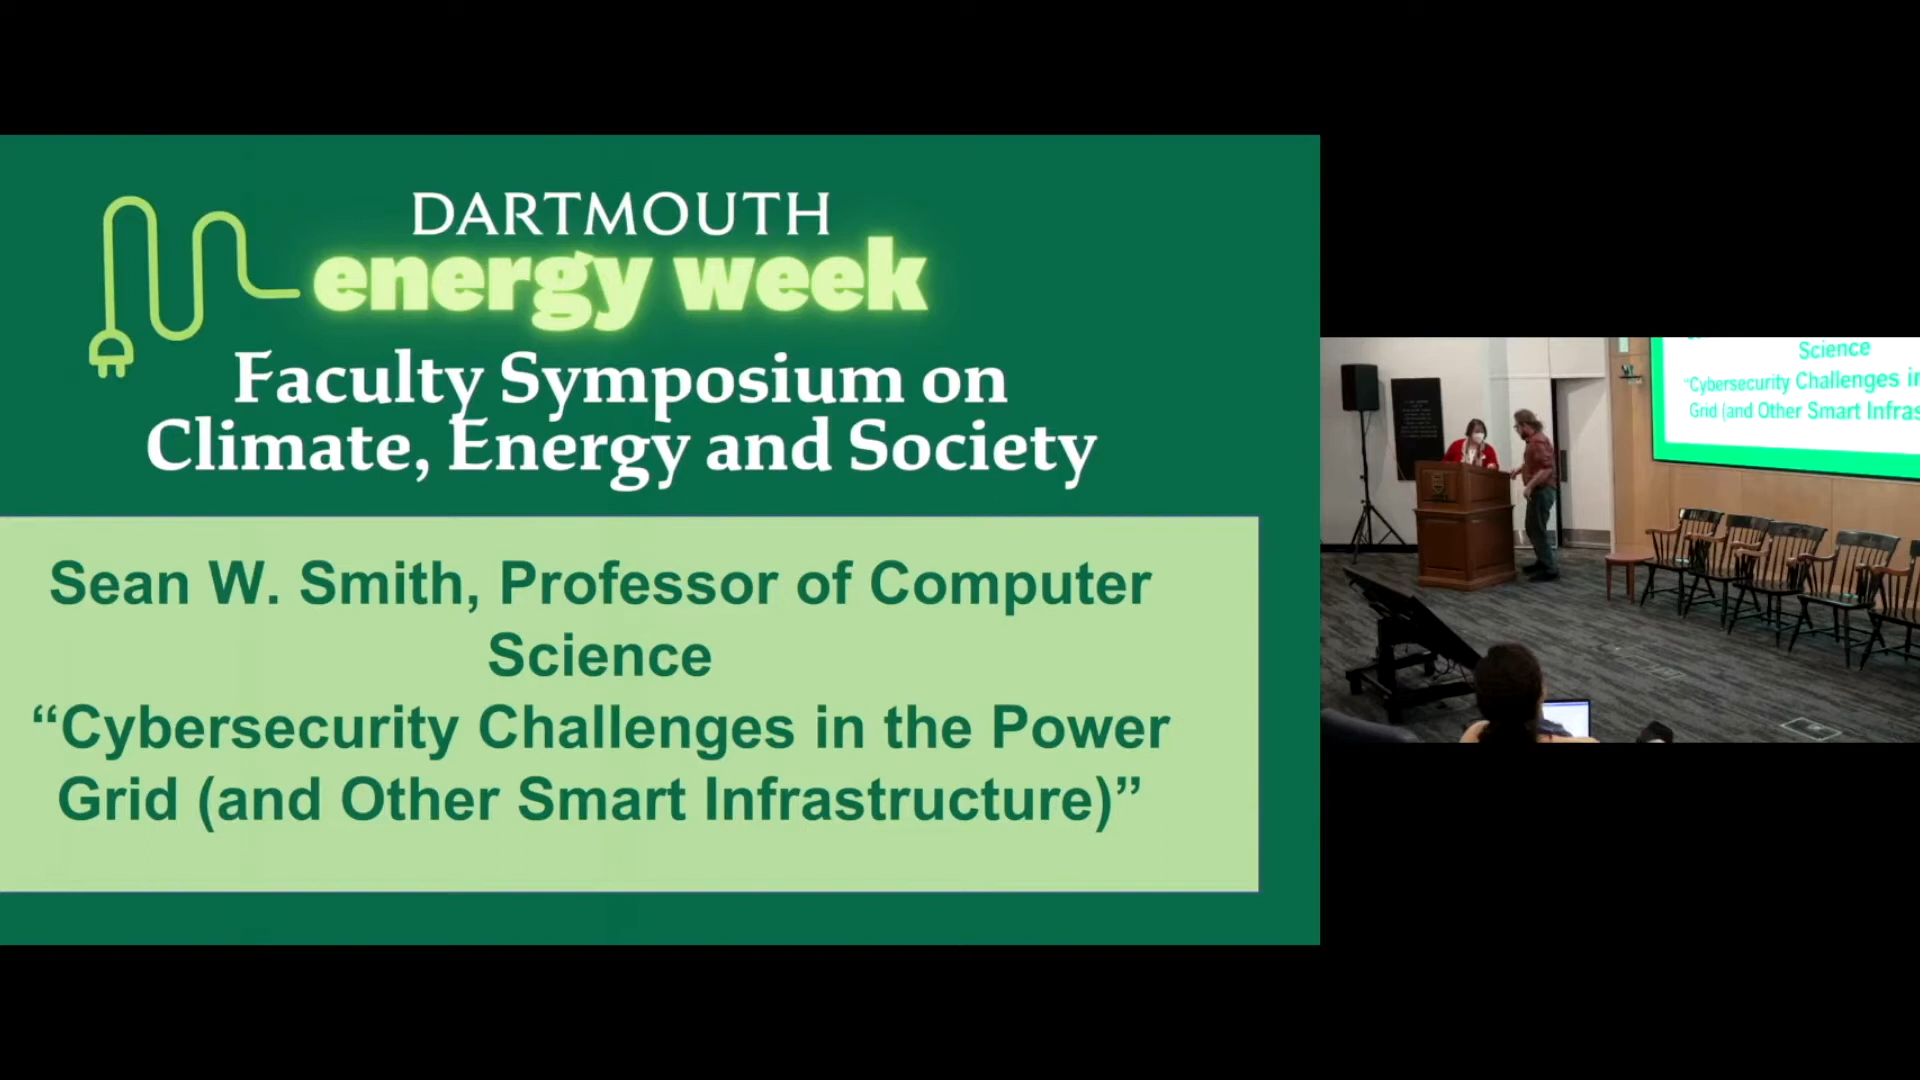 DARTMOUTH
energy week
Faculty Symposium on
Climate, Energy and Society
Sean W. Smith, Professor of Computer
Science
“Cybersecurity Challenges in the Power
Grid (and Other Smart Infrastructure)”
Science
“Cybersecurity Challenges in
Grid (and Other Smart Infras